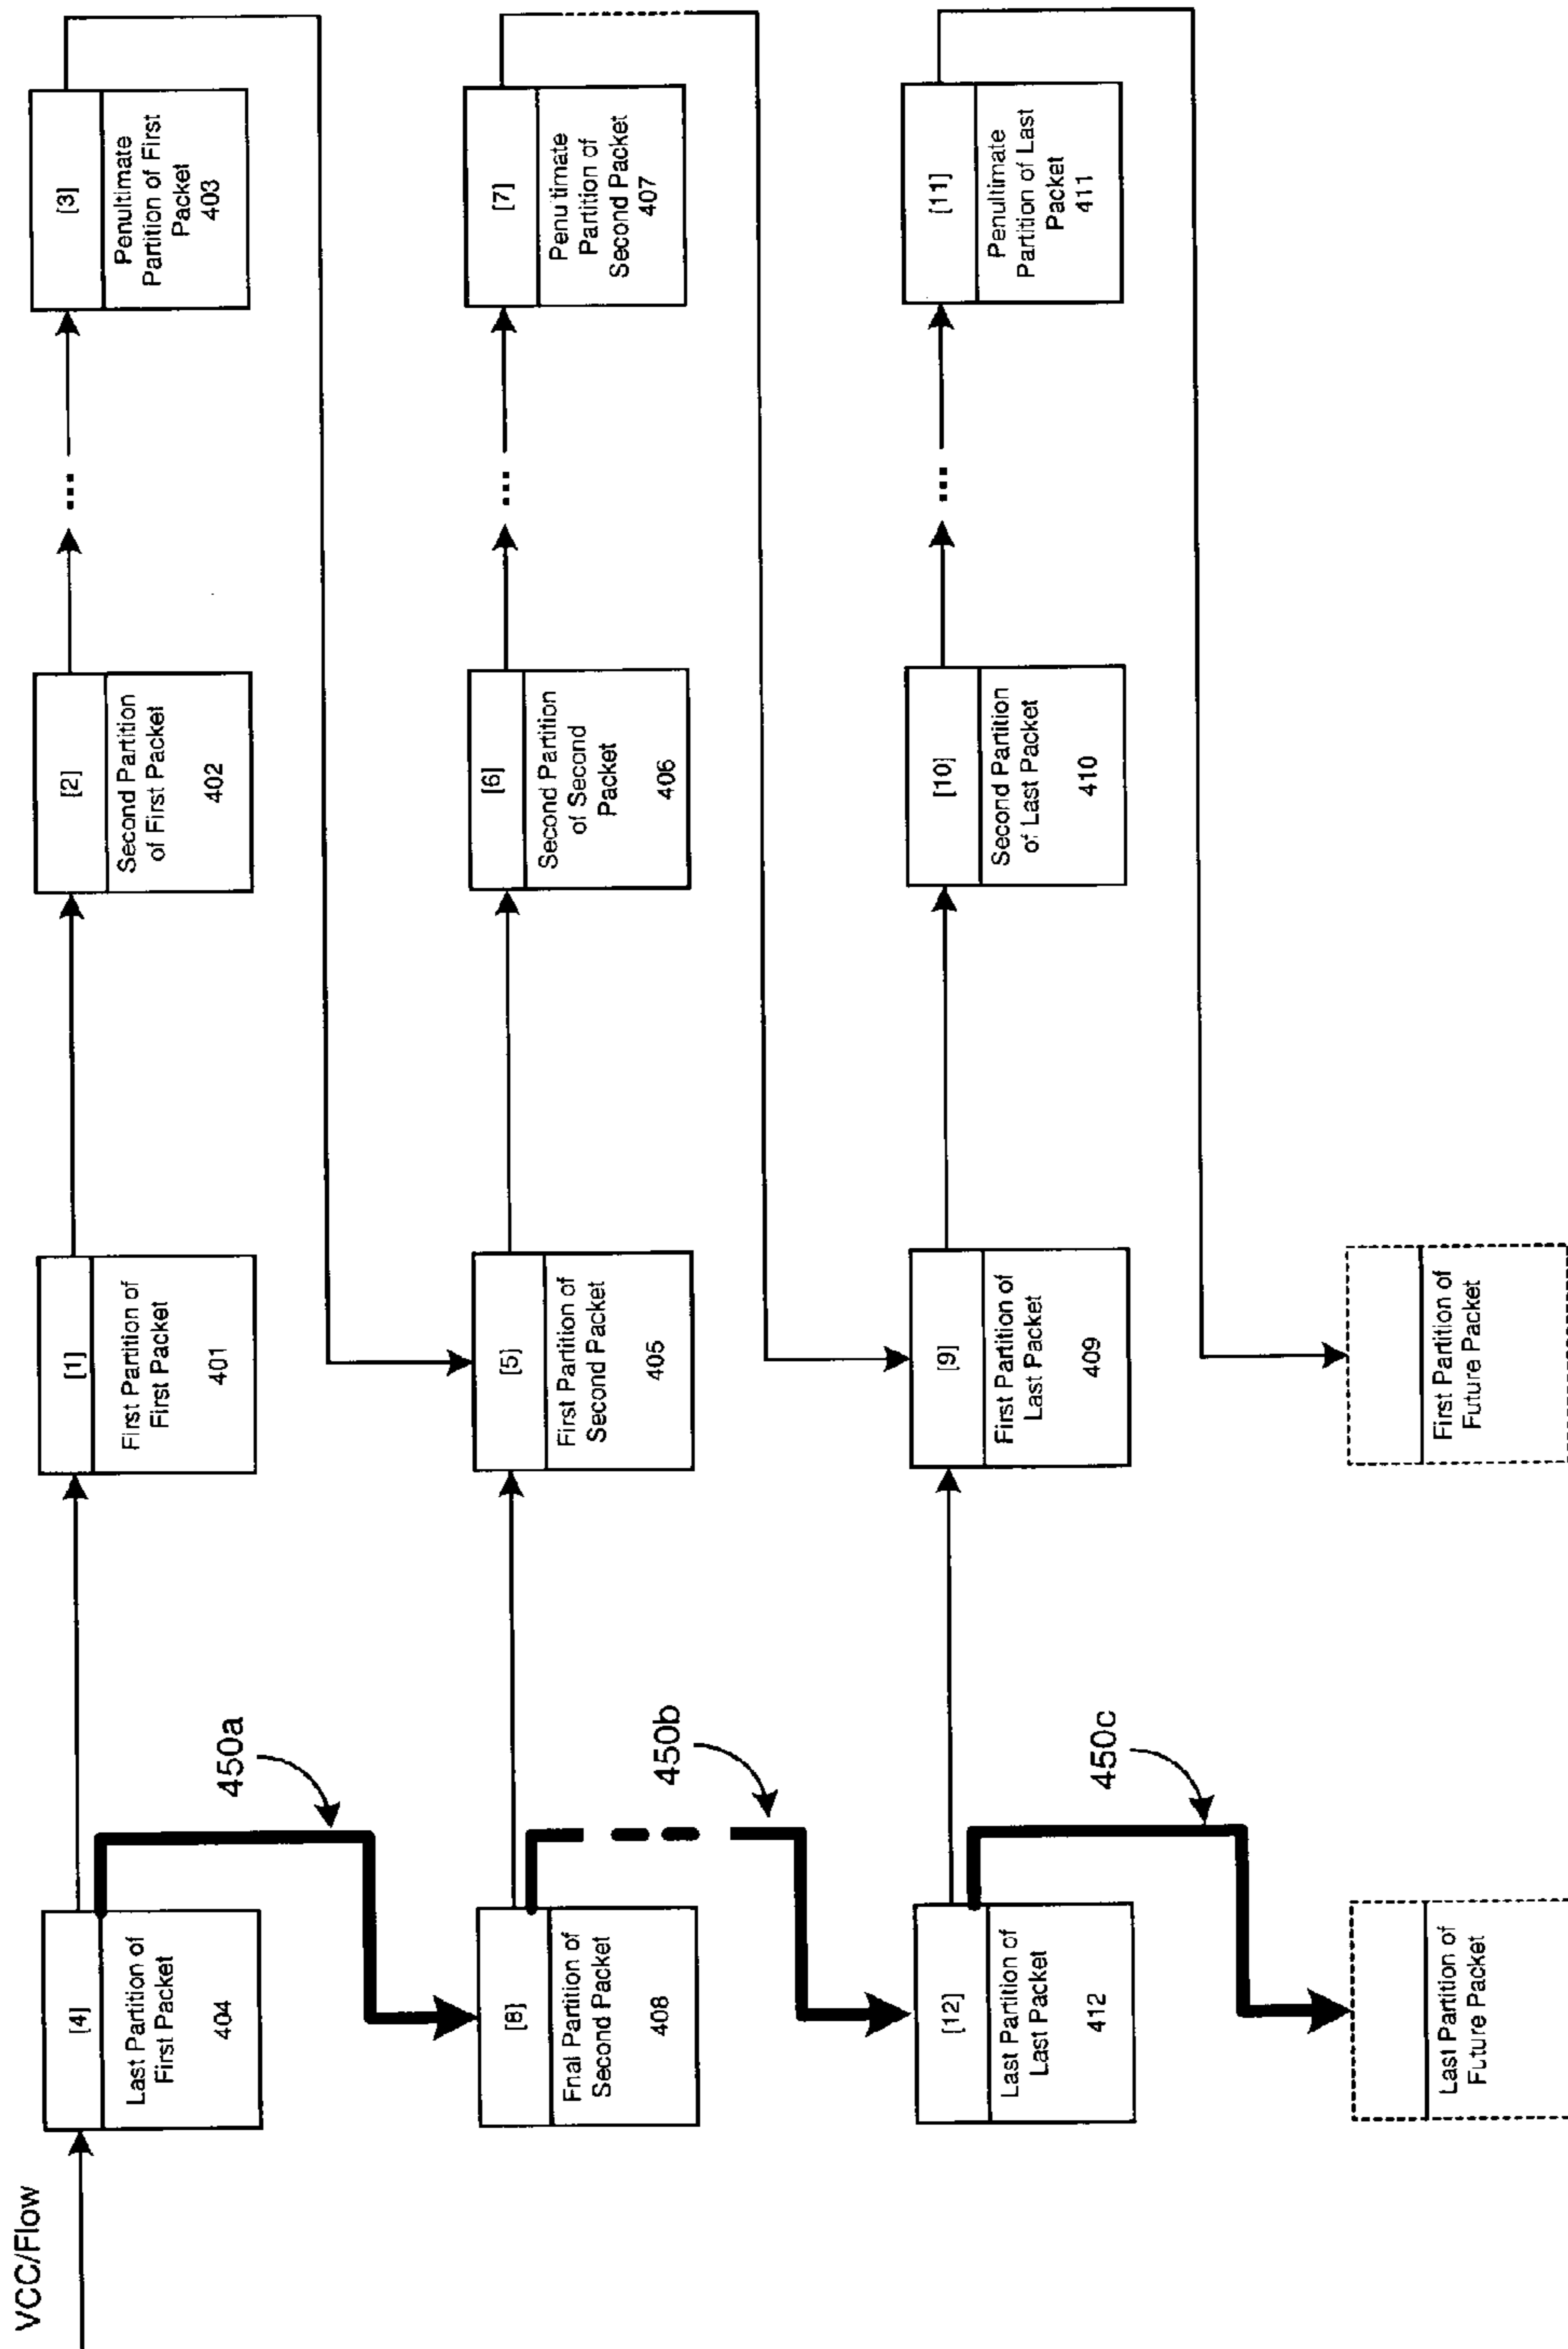 VCC/Flow
[4]
Last Partition of
First Packet
404
[1]
First Partition of
First Packet
401
[2]
Second Partition
of First Packet
402
...
[3]
Penultimate
Partition of First
Packet
403
450a
[8]
Fnal Partition of
Second Packet
408
[5]
First Partition of
Second Packet
405
[6]
Second Partition
of Second
Packet
406
...
[7]
Penultimate
Partition of
Second Packet
407
450b
[12]
Last Partition of
Last Packet
412
[9]
First Partition of
Last Packet
409
[10]
Second Partition
of Last Packet
410
...
[11]
Penultimate
Partition of Last
Packet
411
450c
Last Partition of
Future Packet
First Partition of
Future Packet